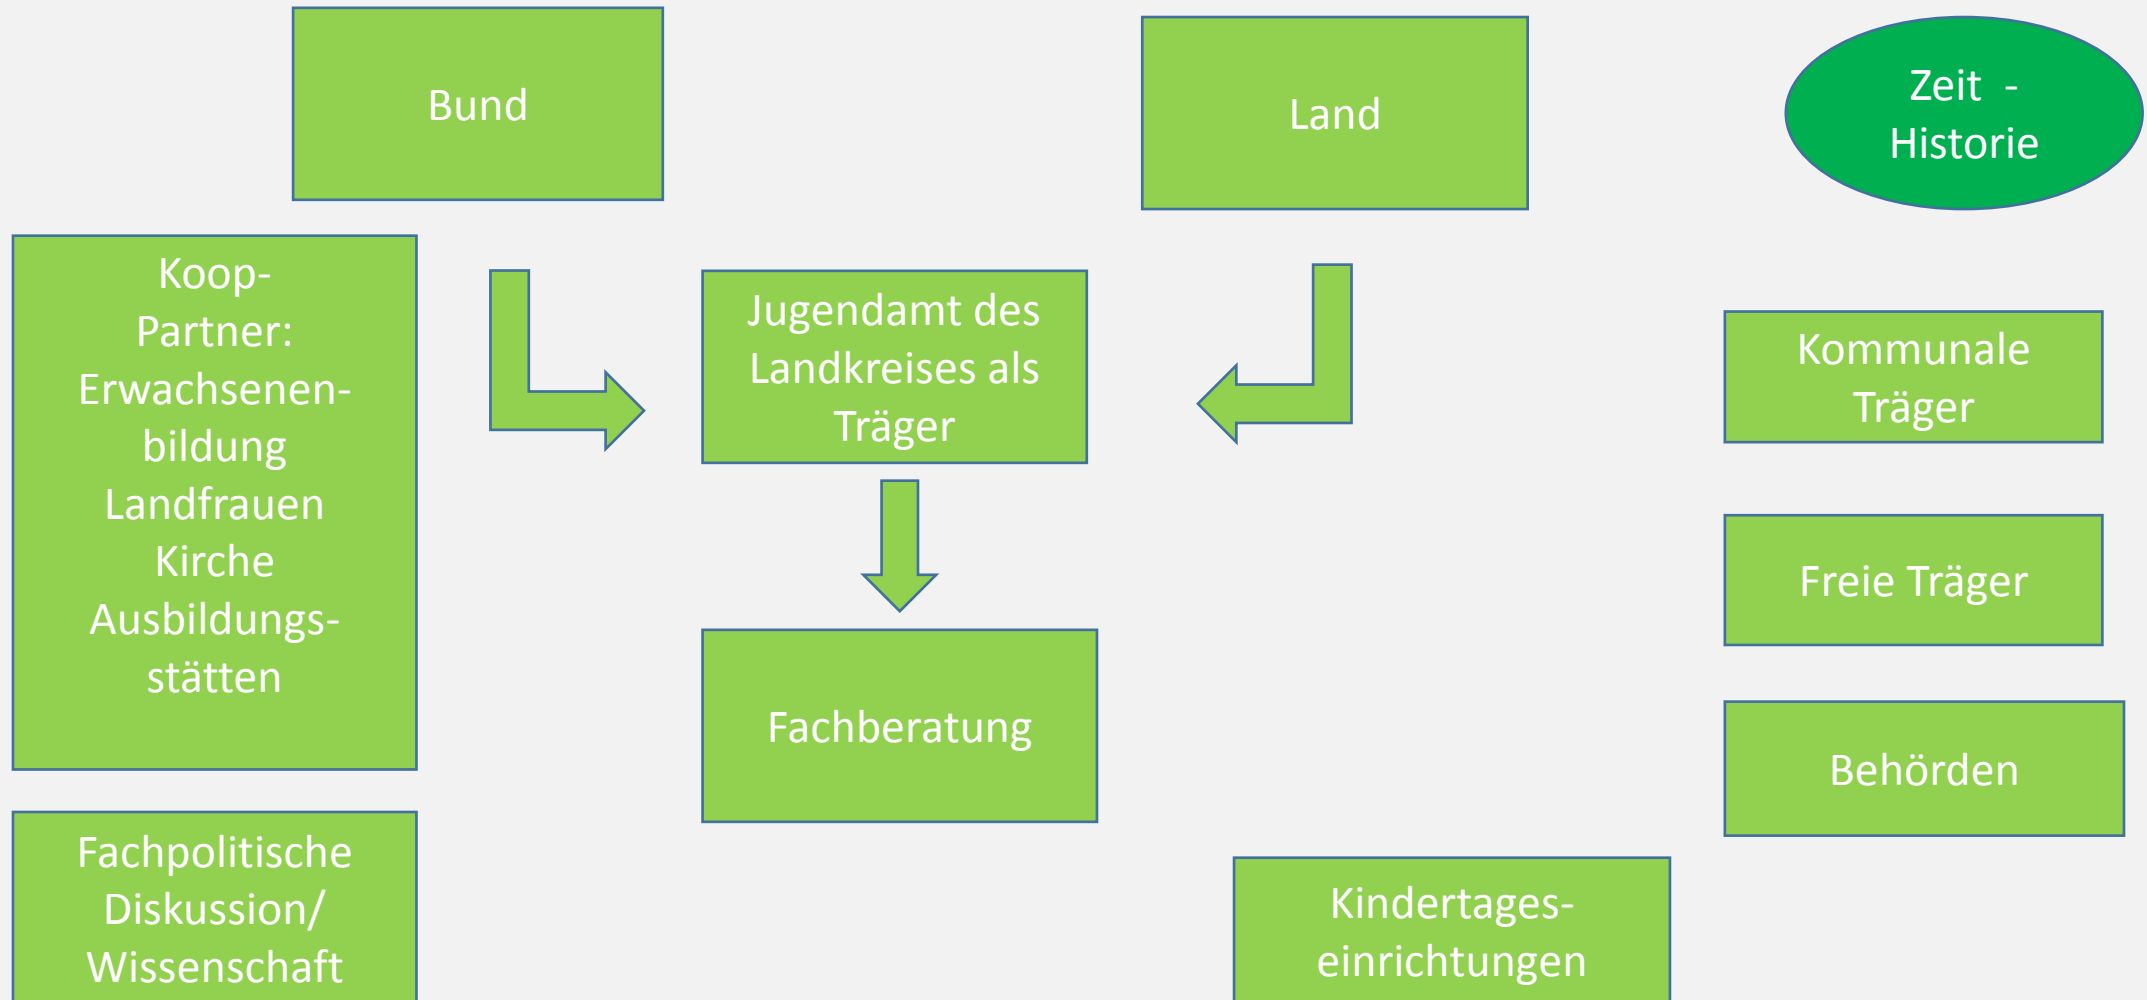 Bund
Land
Zeit -
Historie
Koop-
Partner:
Erwachsenen-
bildung
Landfrauen
Kirche
Ausbildungs-
stätten
Jugendamt des
Landkreises als
Träger
Kommunale
Träger
Freie Träger
Fachberatung
Behörden
Fachpolitische
Diskussion/
Wissenschaft
Kindertages-
einrichtungen